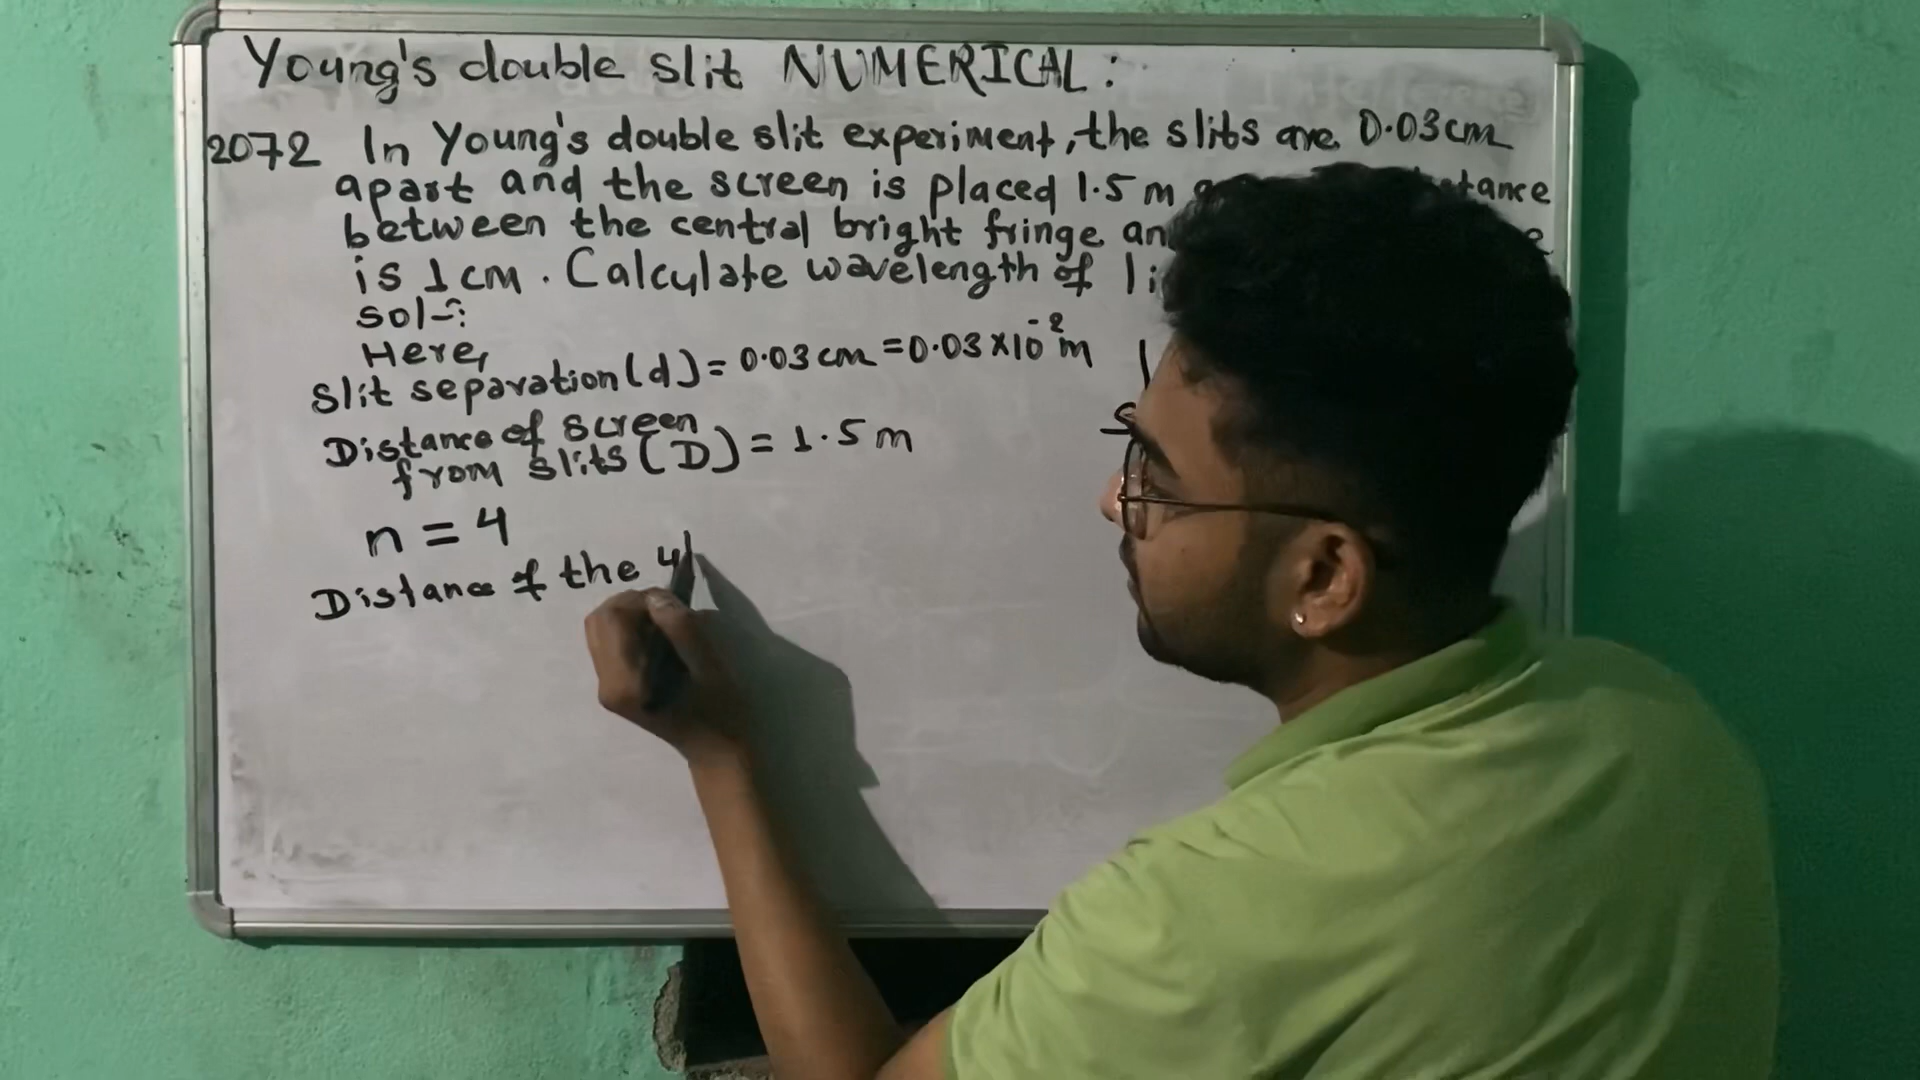 Young's double slit NUMERICAL:
2072 In Young's double slit experiment, the slits are 0.03cm
apart and the screen is placed 1.5 m
between the central bright fringe
is 1 cm. Calculate wavelength of
Sol-:
Here,
Slit separation(d) = 0.03 cm = 0.03×10⁻² m
Distance of screen
from slits (D) = 1.5 m
n = 4
Distance of the 4